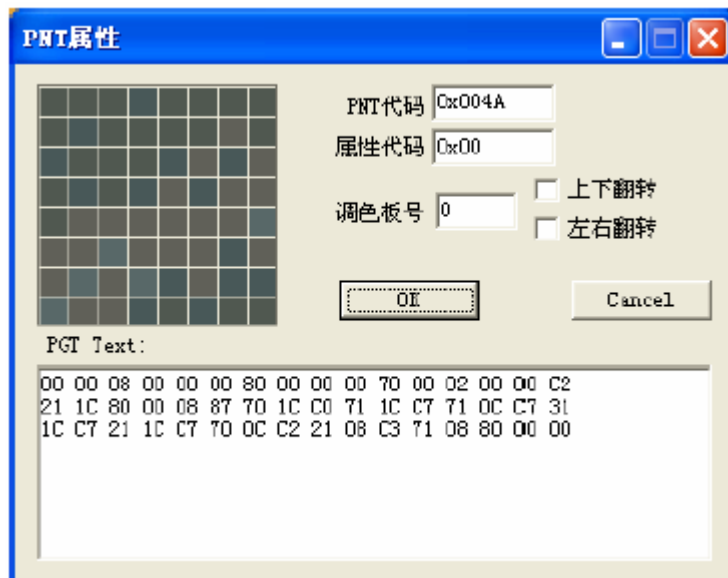 PNT属性
PNT代码 0x004A
属性代码 0x00
调色板号 0
上下翻转
左右翻转
OK
Cancel
PGT Text:
00 00 08 00 00 00 80 00 00 00 70 00 02 00 00 C2
21 1C 80 00 08 87 70 1C C0 71 1C C7 71 0C C7 31
1C C7 21 1C C7 70 0C C2 21 08 C3 71 08 80 00 00